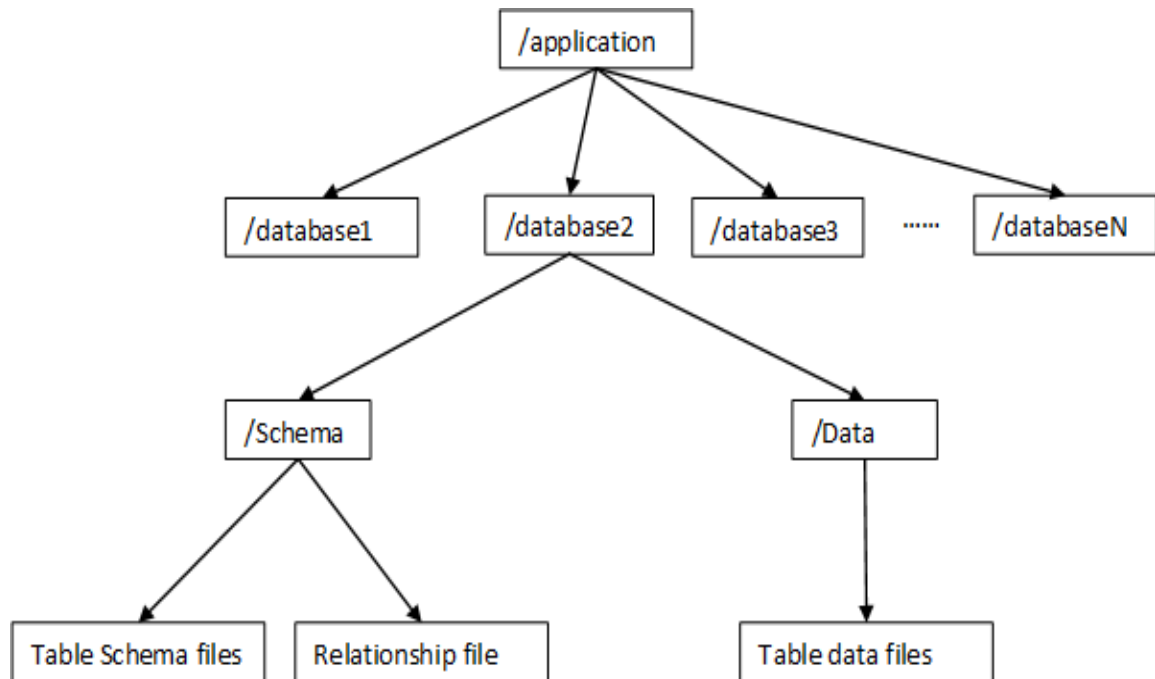 /application
/database1
/database2
/database3
......
/databaseN
/Schema
/Data
Table Schema files
Relationship file
Table data files